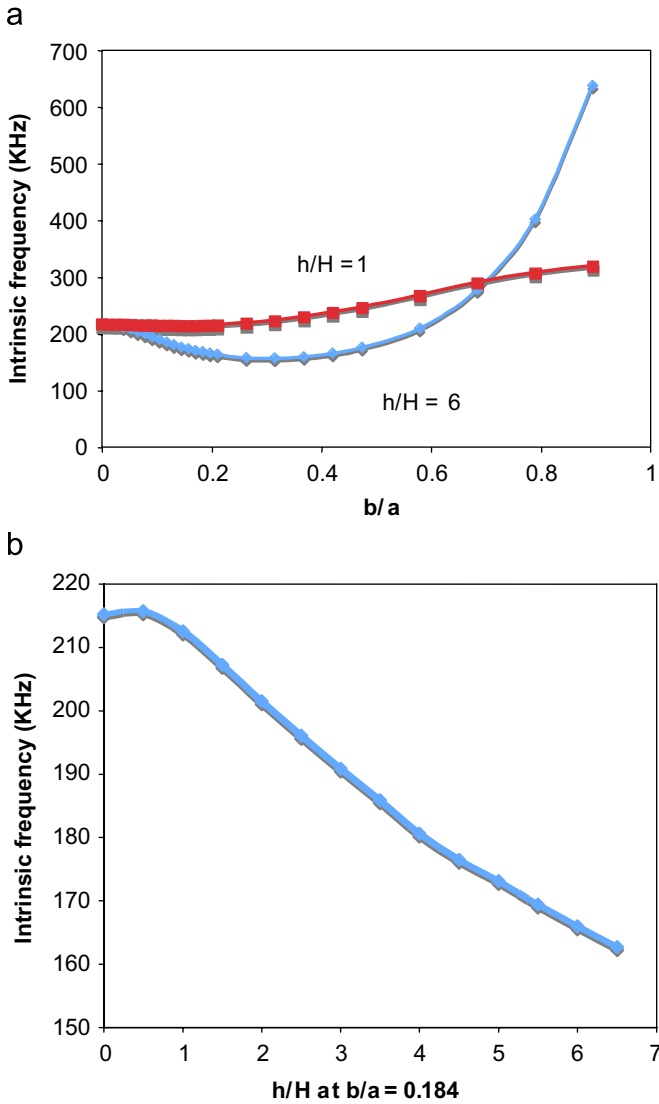 a
700
600
500
400
300
200
100
0
Intrinsic frequency (KHz)
h/H = 1
h/H = 6
0 0.2 0.4 0.6 0.8 1
b/a
b
220
210
200
190
180
170
160
150
Intrinsic frequency (KHz)
0 1 2 3 4 5 6 7
h/H at b/a = 0.184